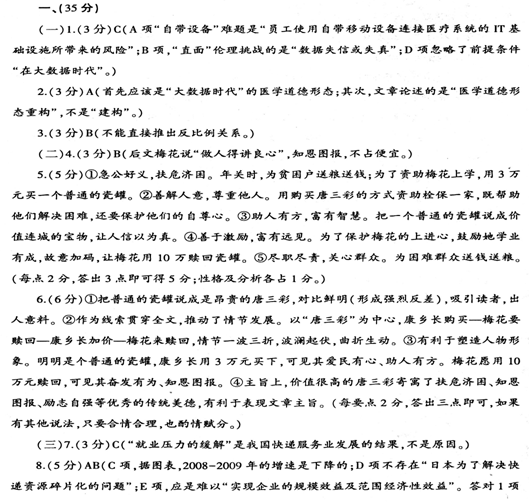 一、(35分)
(一)1.(3分)C(A项“自带设备”难题是“员工使用自带移动设备连接医疗系统的IT基
础设施所带来的风险”;B项,“直面”伦理挑战的是“数据失信或失真”;D项忽略了前提条件
“在大数据时代”。)
2.(3分)A(首先应该是“大数据时代”的医学道德形态;其次,文章论述的是“医学道德形
态重构”,不是“建构”。)
3.(3分)B(不能直接推出反比例关系。)
(二)4.(3分)B(后文梅花说“做人得讲良心”,知恩图报,不占便宜。)
5.(5分)①急公好义,扶危济困。年关时,为贫困户送粮送钱;为了资助梅花上学,用3万
元买一个普通的瓷罐。②善解人意,尊重他人。用购买唐三彩的方式资助栓保一家,既帮助
他们解决困难,还要保护他们的自尊心。③助人有方,富有智慧。把一个普通的瓷罐说成价
值连城的宝物,让人信以为真。④善于激励,富有远见。为了保护梅花的上进心,鼓励她学业
有成,故意加码,让梅花用10万赎回瓷罐。⑤尽职尽责,关心群众。为困难群众送钱送粮。
(每点2分,答出3点即可得5分;性格及分析各占1分。)
6.(6分)①把普通的瓷罐说成是昂贵的唐三彩,对比鲜明(形成强烈反差),吸引读者,出
人意料。②作为线索贯穿全文,推动了情节发展。以“唐三彩”为中心,康乡长购买—梅花要
赎回—康乡长加价—梅花来赎回,情节一波三折,波澜起伏,曲折生动。③有利于塑造人物形
象。明明是个普通的瓷罐,康乡长用3万元买下,可见其爱民有心、助人有方。梅花愿用10
万元赎回,可见其奋发有为、知恩图报。④主旨上,价值很高的唐三彩寄寓了扶危济困、知恩
图报、励志自强等优秀的传统美德,有利于表现文章主旨。(每要点2分,答出三点即可,如果
有其他说法,只要合情合理,也酌情赋分。)
(三)7.(3分)C(“就业压力的缓解”是我国快递服务业发展的结果,不是原因。)
8.(5分)AB(C项,据图表,2008-2009年的增速是下降的;D项不存在“日本为了解决快
递资源碎片化的问题”;E项,应是难以“实现企业的规模效益及范围经济性效益”。答对1项